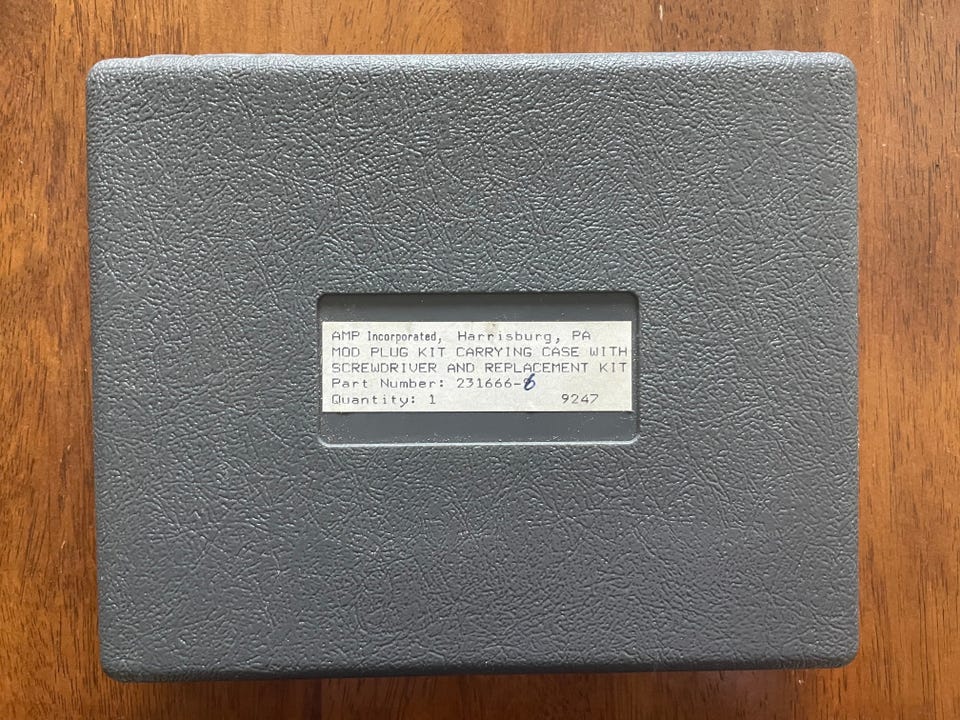 AMP Incorporated, Harrisburg, PA
MOD PLUG KIT CARRYING CASE WITH
SCREWDRIVER AND REPLACEMENT KIT
Part Number: 231666-6
Quantity: 1 9247